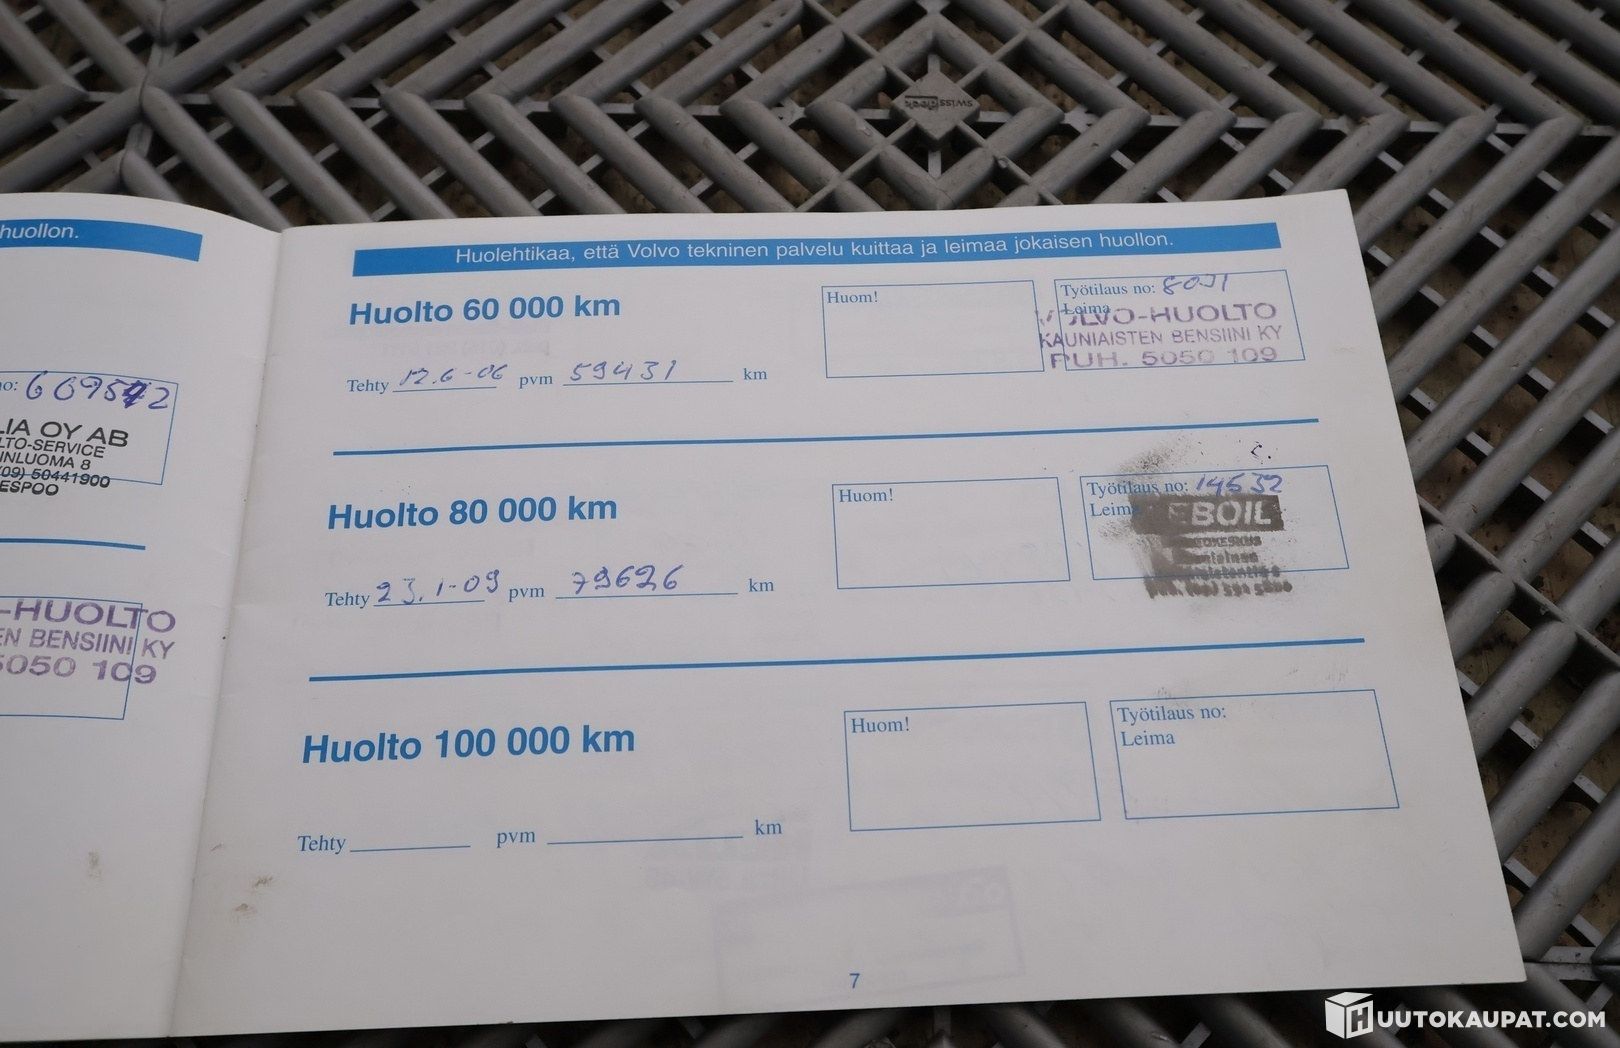 swissdeck
huollon.
no: 669542
LIA OY AB
LTO-SERVICE
INLUOMA 8
(09) 50441900
ESPOO
-HUOLTO
EN BENSIINI KY
5050 109
Huolehtikaa, että Volvo tekninen palvelu kuittaa ja leimaa jokaisen huollon.
Huolto 60 000 km
Huom!
Työtilaus no: 8031
Leima
VOLVO-HUOLTO
KAUNIAISTEN BENSIINI KY
PUH. 5050 109
Tehty 12.6-06 pvm 59431 km
Huolto 80 000 km
Huom!
Työtilaus no: 14532
Leima
EBOIL
Tehty 23.1-09 pvm 79626 km
Huolto 100 000 km
Huom!
Työtilaus no:
Leima
Tehty pvm km
7
HUUTOKAUPAT.COM